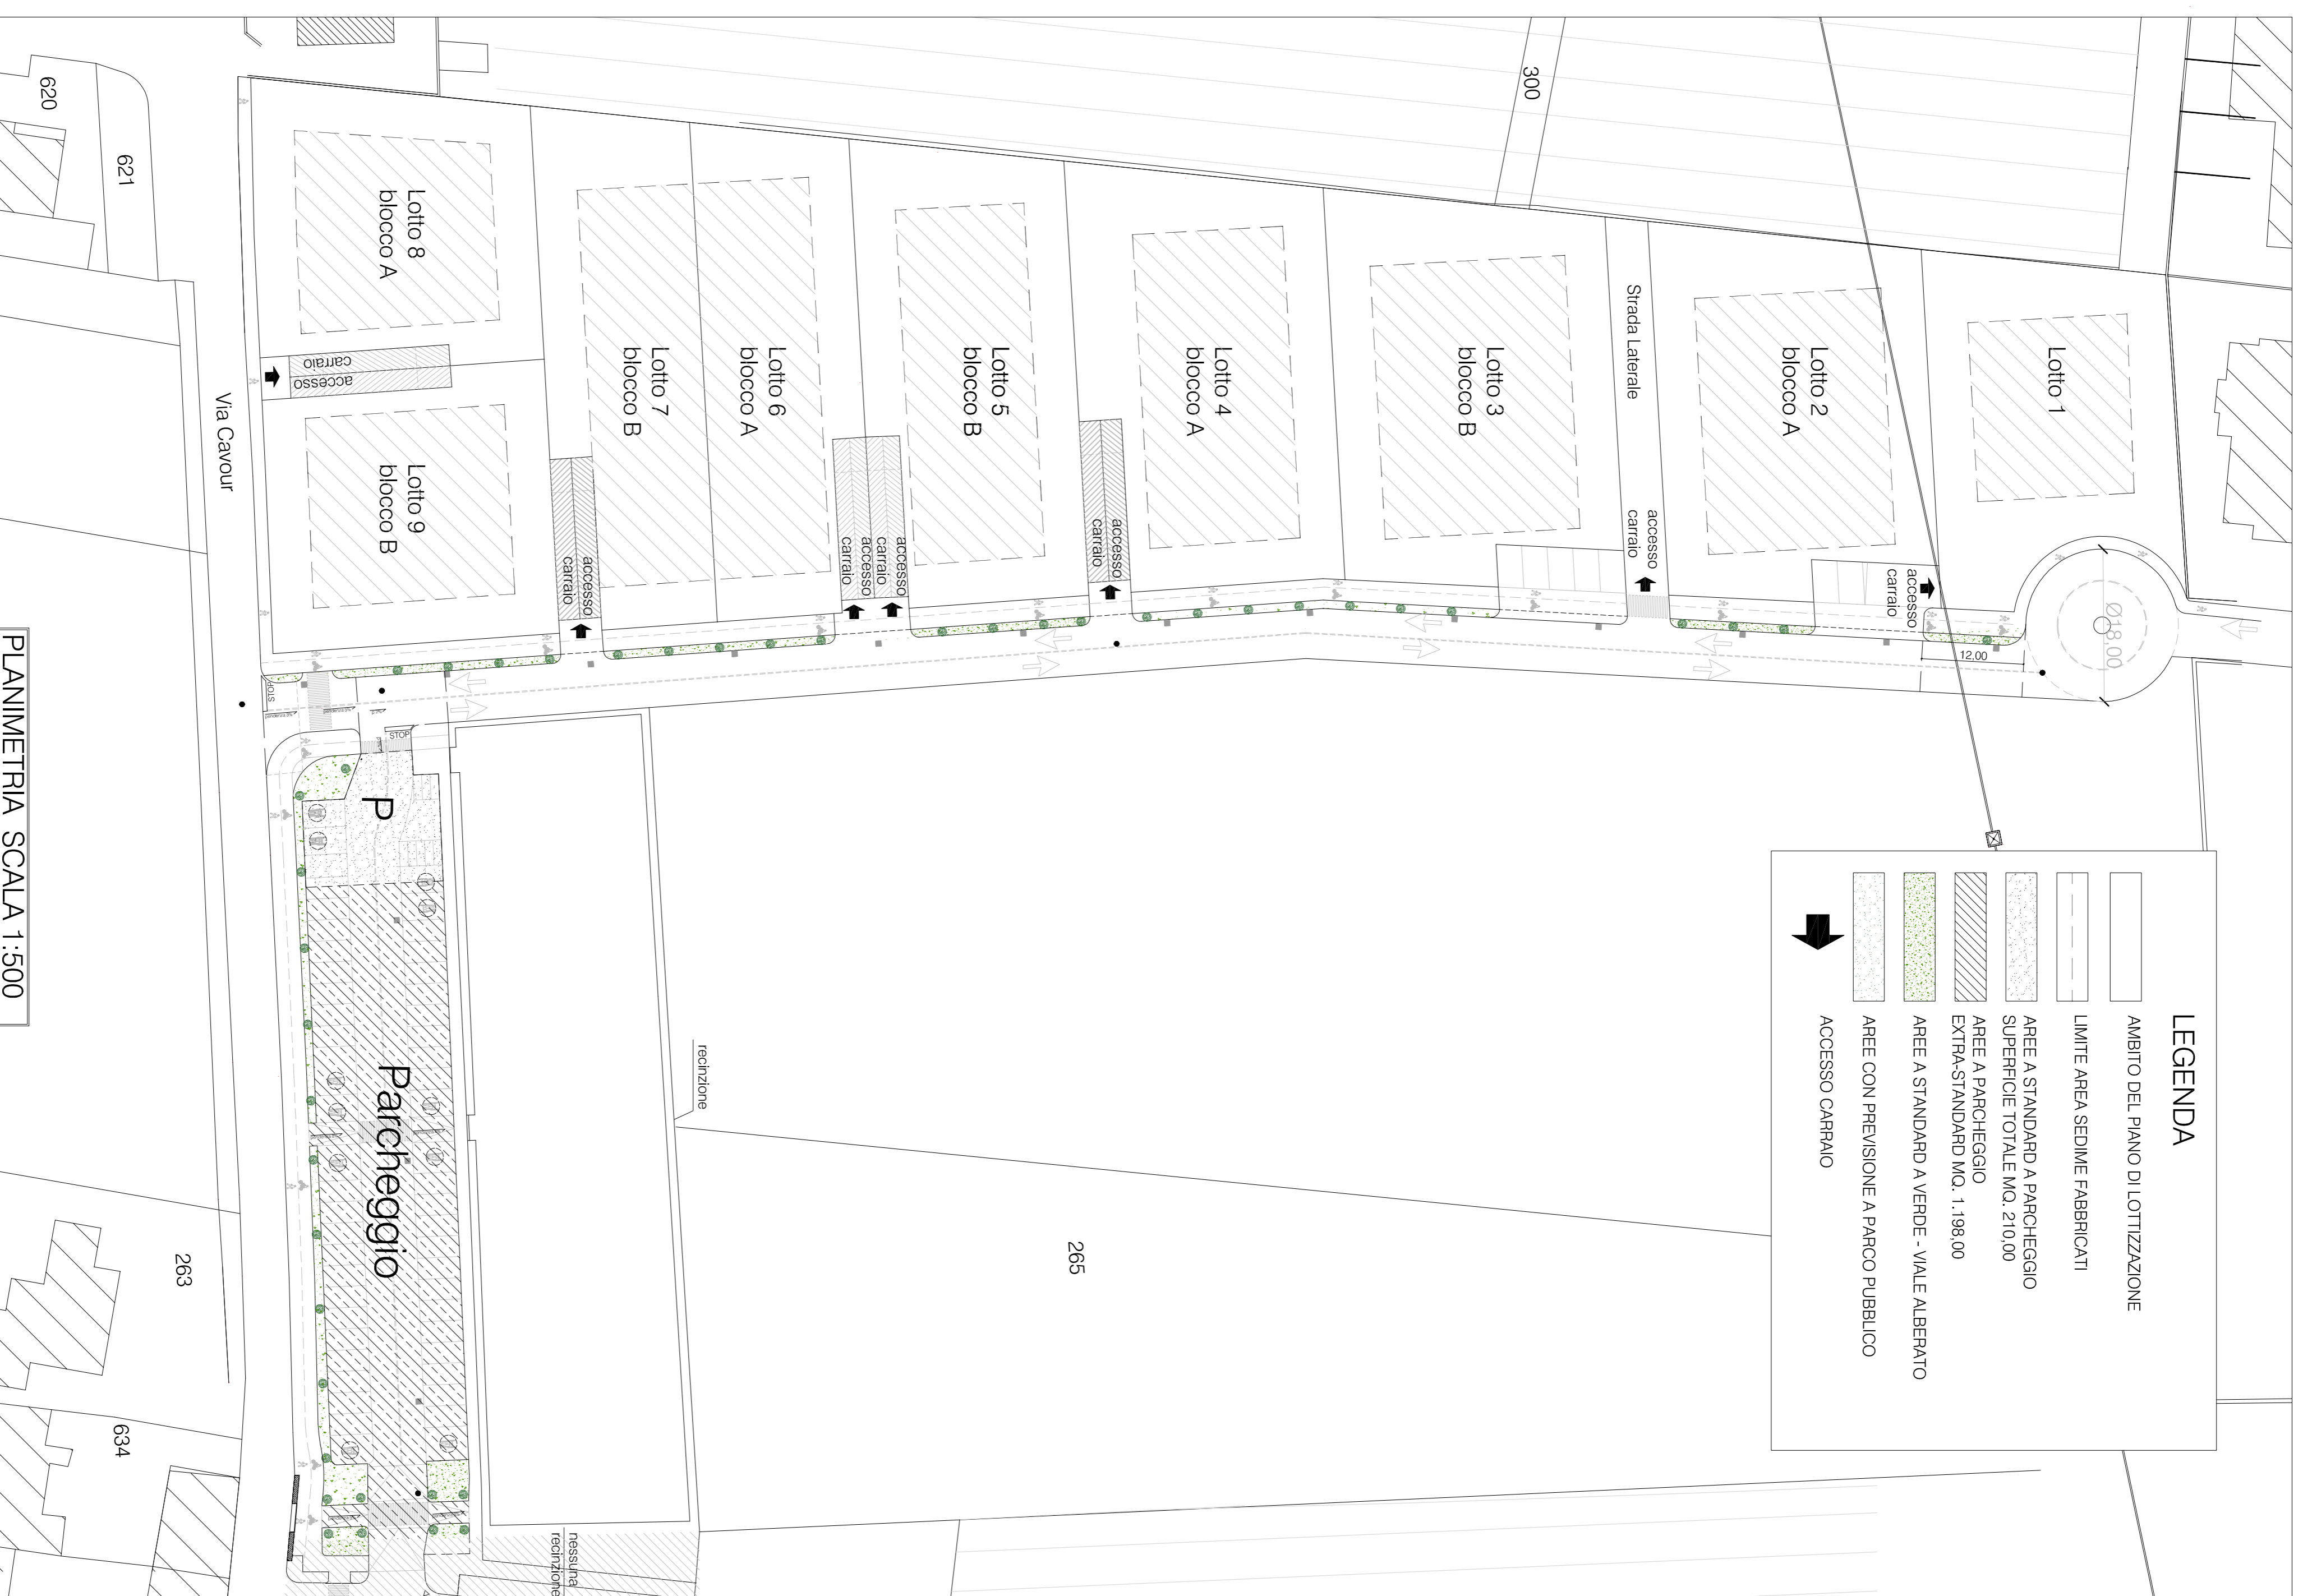 LEGENDA
AMBITO DEL PIANO DI LOTTIZZAZIONE
LIMITE AREA SEDIME FABBRICATI
AREE A STANDARD A PARCHEGGIO
SUPERFICIE TOTALE MQ. 210,00
AREE A PARCHEGGIO
EXTRA-STANDARD MQ. 1.198,00
AREE A STANDARD A VERDE - VIALE ALBERATO
AREE CON PREVISIONE A PARCO PUBBLICO
ACCESSO CARRAIO
Lotto 1
Ø18,00
12,00
accesso
carraio
Lotto 2
blocco A
Strada Laterale
accesso
carraio
300
Lotto 3
blocco B
Lotto 4
blocco A
accesso
carraio
Lotto 5
blocco B
accesso
carraio
accesso
carraio
Lotto 6
blocco A
Lotto 7
blocco B
accesso
carraio
Lotto 8
blocco A
accesso
carraio
Lotto 9
blocco B
Via Cavour
STOP
STOP
P
Parcheggio
recinzione
265
nessuna
recinzione
621
620
263
634
PLANIMETRIA SCALA 1:500